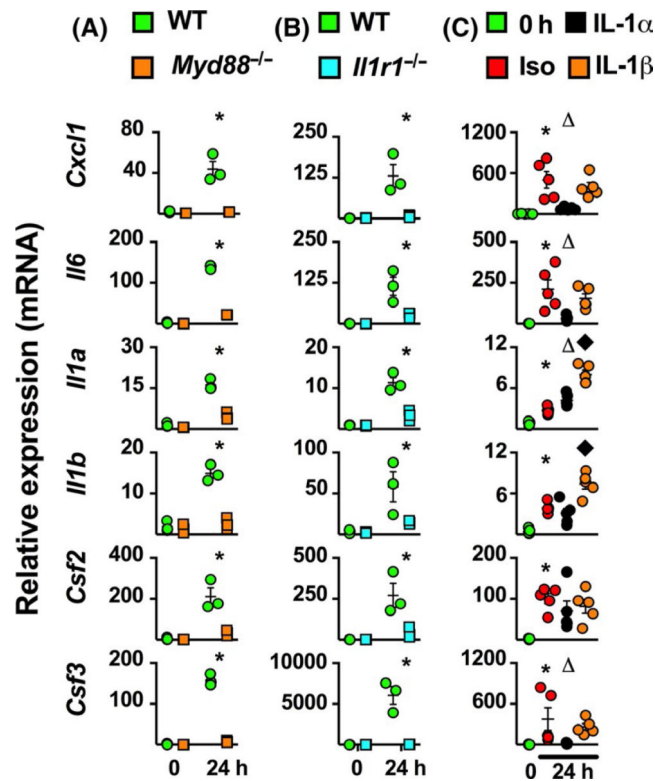 (A) WT (B) WT (C) 0 h IL-1α
Myd88–/– Il1r1–/– Iso IL-1β
Relative expression (mRNA)
Cxcl1 80 40 * 125 * 1200 600 * Δ
Il6 200 100 * 250 125 * 500 250 * Δ
Il1a 30 15 * 20 10 * 12 6 * Δ ◆
Il1b 20 10 * 100 50 * 12 6 * ◆
Csf2 400 200 * 500 250 * 200 100 *
Csf3 200 100 * 10000 5000 * 1200 600 * Δ
0 24 h 0 24 h 0 24 h